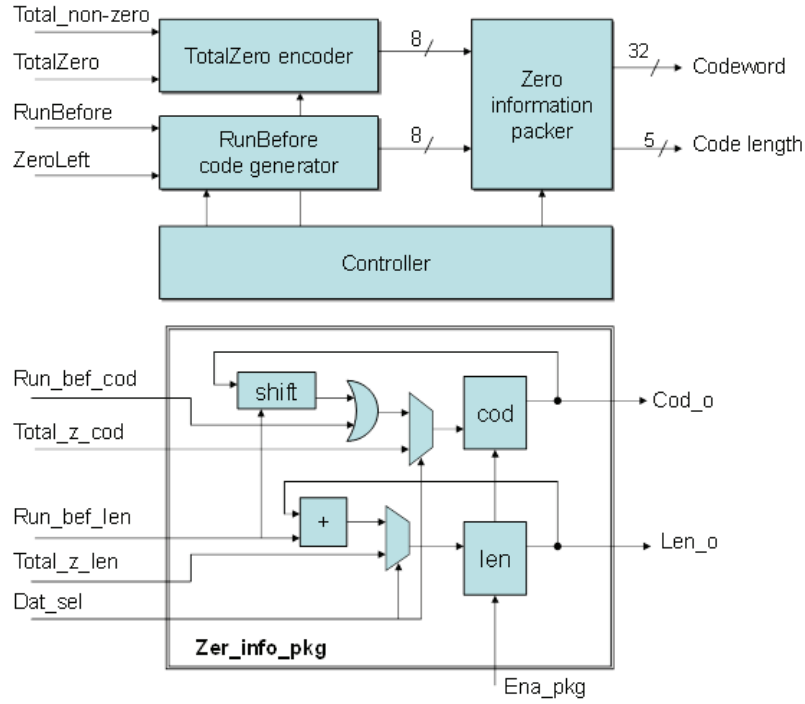 Total_non-zero
TotalZero
RunBefore
ZeroLeft
TotalZero encoder
RunBefore
code generator
8
8
Zero
information
packer
32
Codeword
5
Code length
Controller
Run_bef_cod
Total_z_cod
Run_bef_len
Total_z_len
Dat_sel
shift
cod
+
len
Cod_o
Len_o
Zer_info_pkg
Ena_pkg